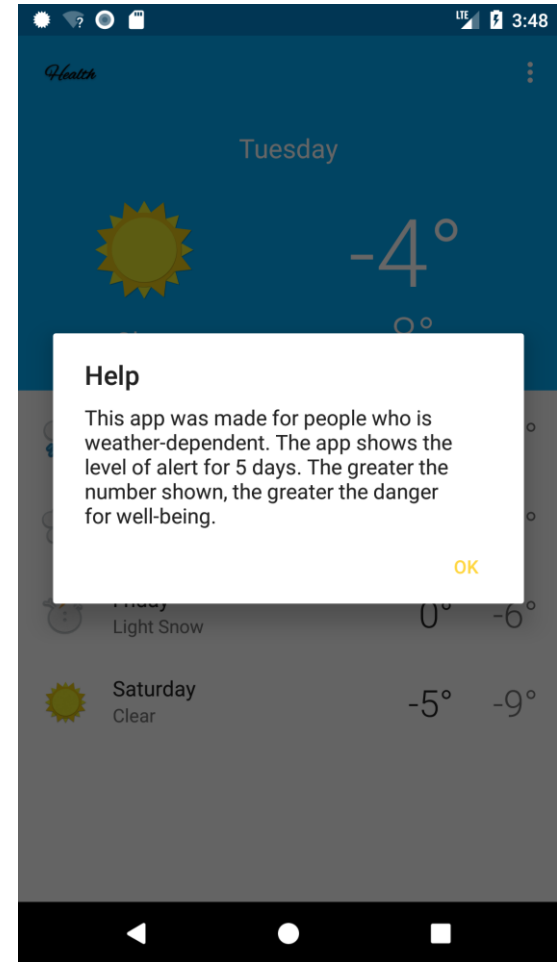 LTE 3:48
Health
Tuesday
-4°
Help
This app was made for people who is
weather-dependent. The app shows the
level of alert for 5 days. The greater the
number shown, the greater the danger
for well-being.
OK
0° -6°
Light Snow
Saturday
-5° -9°
Clear